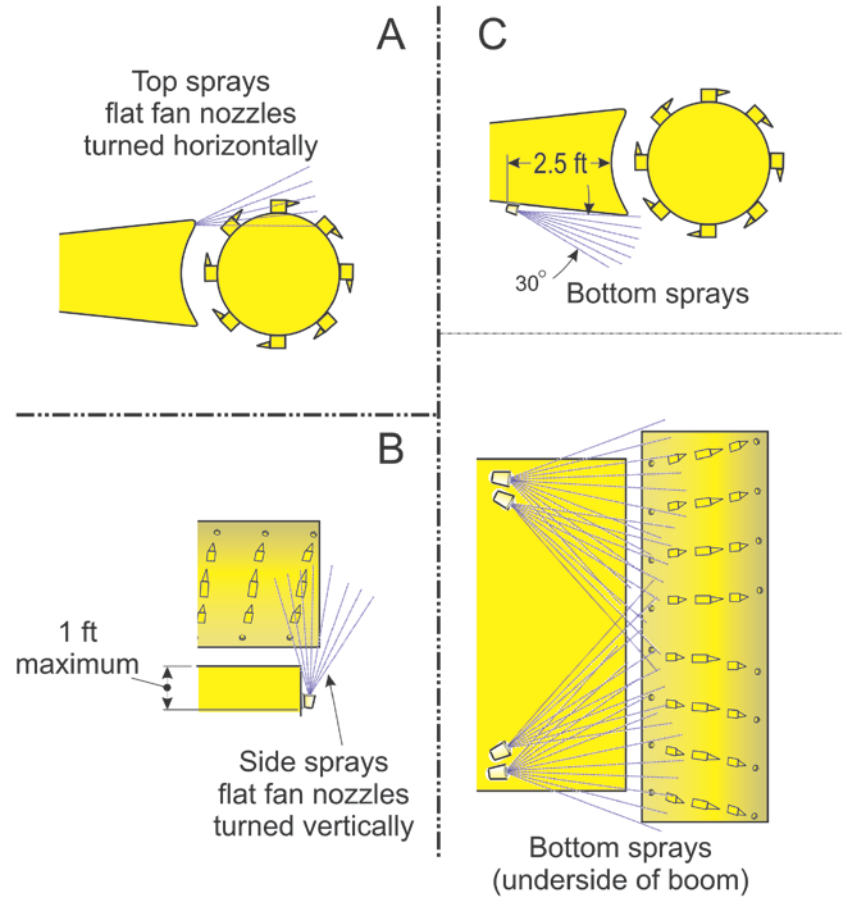 A
Top sprays
flat fan nozzles
turned horizontally
B
1 ft
maximum
Side sprays
flat fan nozzles
turned vertically
C
2.5 ft
30°
Bottom sprays
Bottom sprays
(underside of boom)